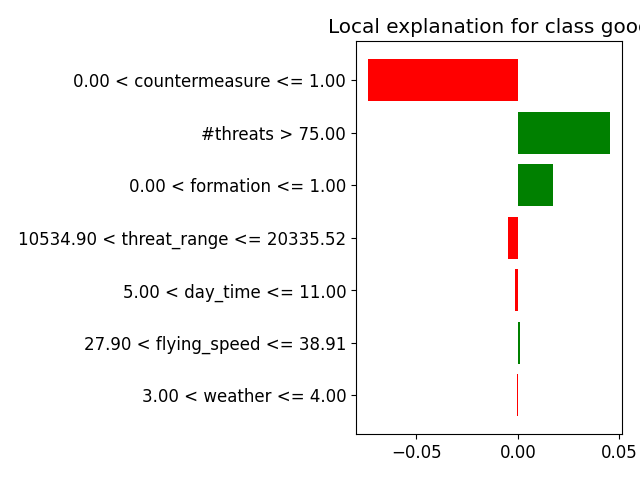 Local explanation for class goo
0.00 < countermeasure <= 1.00
#threats > 75.00
0.00 < formation <= 1.00
10534.90 < threat_range <= 20335.52
5.00 < day_time <= 11.00
27.90 < flying_speed <= 38.91
3.00 < weather <= 4.00
−0.05 0.00 0.05